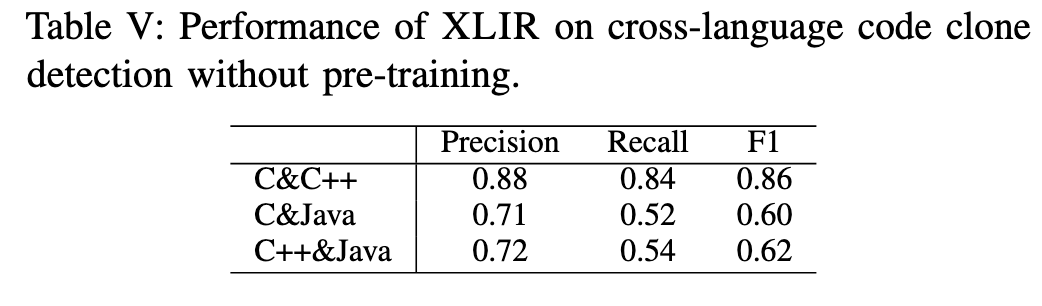 Table V: Performance of XLIR on cross-language code clone
detection without pre-training.
Precision Recall F1
C&C++ 0.88 0.84 0.86
C&Java 0.71 0.52 0.60
C++&Java 0.72 0.54 0.62